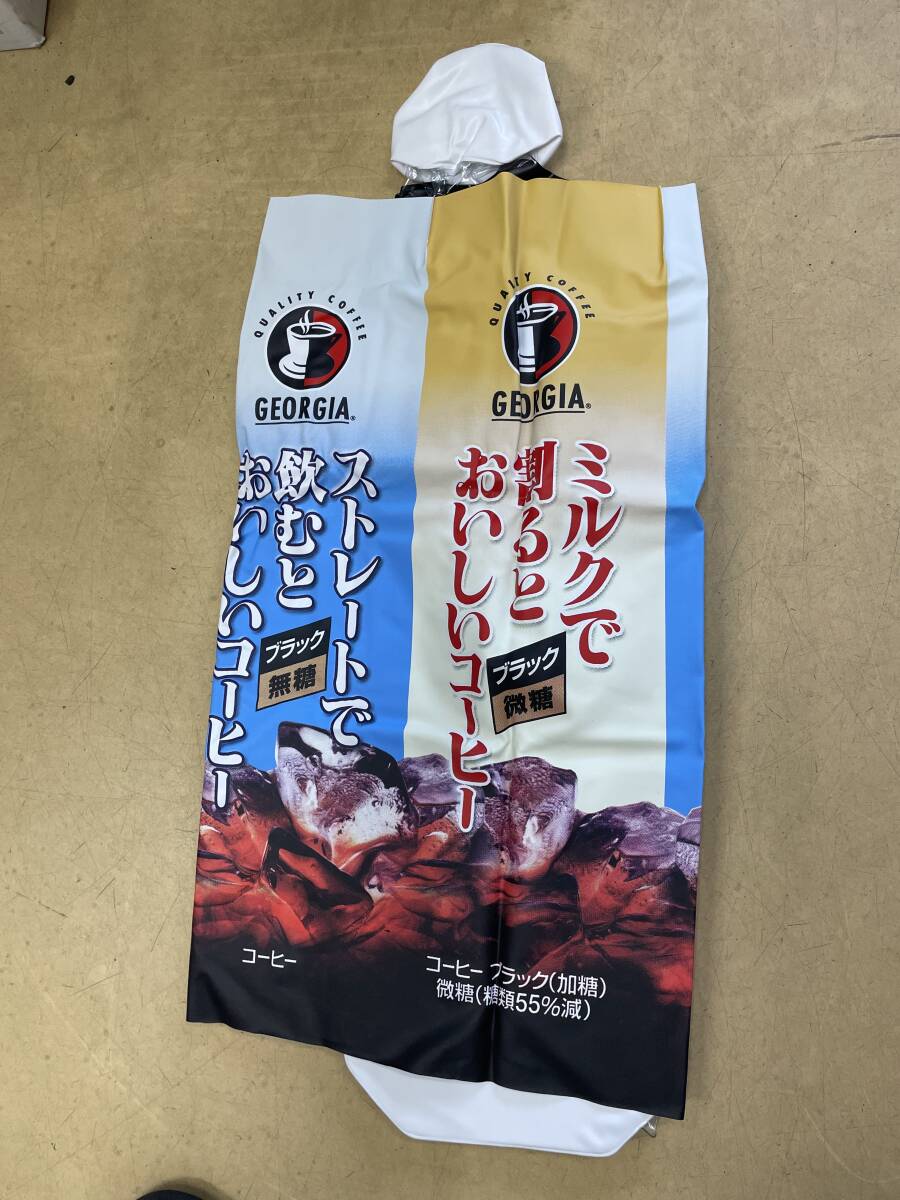 QUALITY COFFEE
GEORGIA®
ストレートで
飲むと
おいしいコーヒー
ブラック
無糖
コーヒー
QUALITY COFFEE
GEORGIA®
ミルクで
割ると
おいしいコーヒー
ブラック
微糖
コーヒー ブラック(加糖)
微糖(糖類55%減)